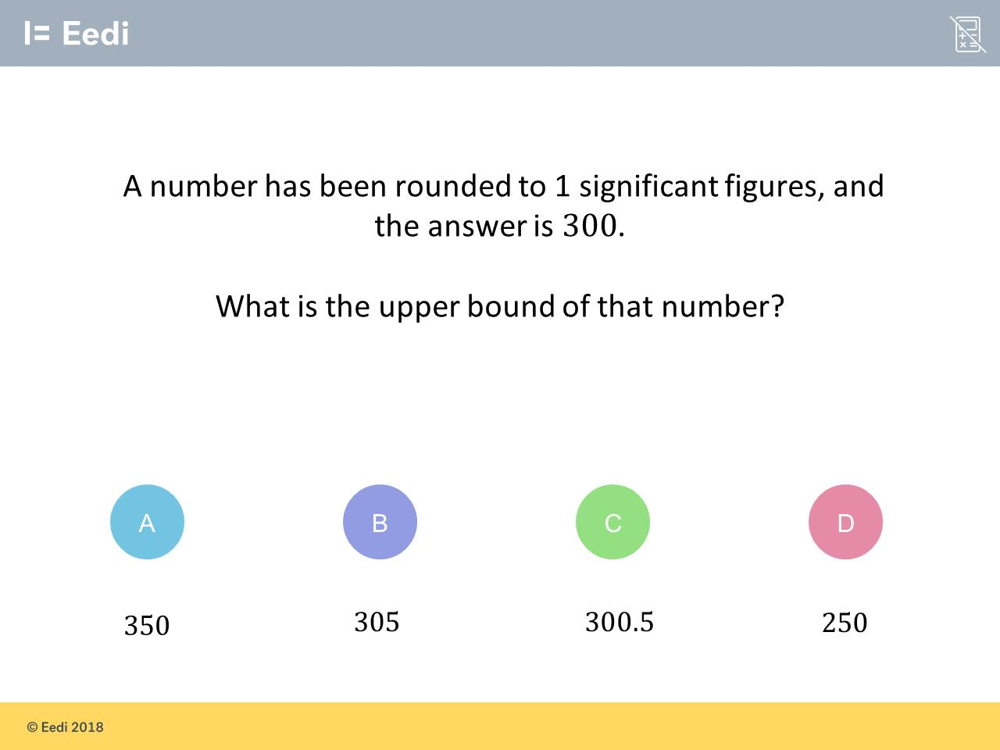 Eedi
A number has been rounded to 1 significant figures, and
the answer is 300.
What is the upper bound of that number?
A
B
C
D
350
305
300.5
250
© Eedi 2018